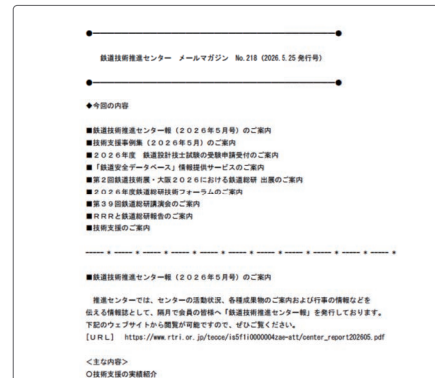 ●――――――――――――――――――――――――――――●
鉄道技術推進センター　メールマガジン　No.218（2026.5.25 発行号）
●――――――――――――――――――――――――――――●
◆今回の内容
■鉄道技術推進センター報（２０２６年５月号）のご案内
■技術支援事例集（２０２６年５月）のご案内
■２０２６年度　鉄道設計技士試験の受験申請受付のご案内
■「鉄道安全データベース」情報提供サービスのご案内
■第２回鉄道技術展・大阪２０２６における鉄道総研 出展のご案内
■２０２６年度鉄道総研技術フォーラムのご案内
■第３９回鉄道総研講演会のご案内
■ＲＲＲと鉄道総研報告のご案内
■技術支援のご案内
----- * ----- * ----- * ----- * ----- * ----- * ----- * ----- * ----- *
■鉄道技術推進センター報（２０２６年５月号）のご案内
推進センターでは、センターの活動状況、各種成果物のご案内および行事の情報などを
伝える情報誌として、隔月で会員の皆様へ「鉄道技術推進センター報」を発行しております。
下記のウェブサイトから閲覧が可能ですので、ぜひご覧ください。
［ＵＲＬ］　https://www.rtri.or.jp/tecce/is5f1i0000004zae-att/center_report202605.pdf
＜主な内容＞
○技術支援の実績紹介